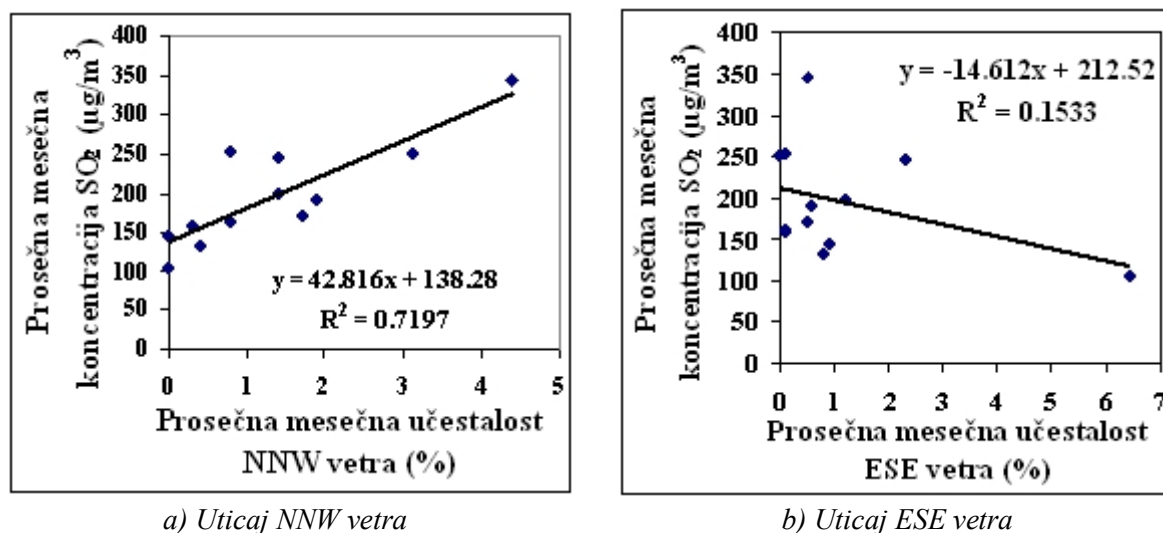 Prosečna mesečna
koncentracija SO₂ (µg/m³)
400
350
300
250
200
150
100
50
0
y = 42.816x + 138.28
R² = 0.7197
0 1 2 3 4 5
Prosečna mesečna učestalost
NNW vetra (%)
a) Uticaj NNW vetra
Prosečna mesečna
koncentracija SO₂ (µg/m³)
400
350
300
250
200
150
100
50
0
y = -14.612x + 212.52
R² = 0.1533
0 1 2 3 4 5 6 7
Prosečna mesečna učestalost
ESE vetra (%)
b) Uticaj ESE vetra